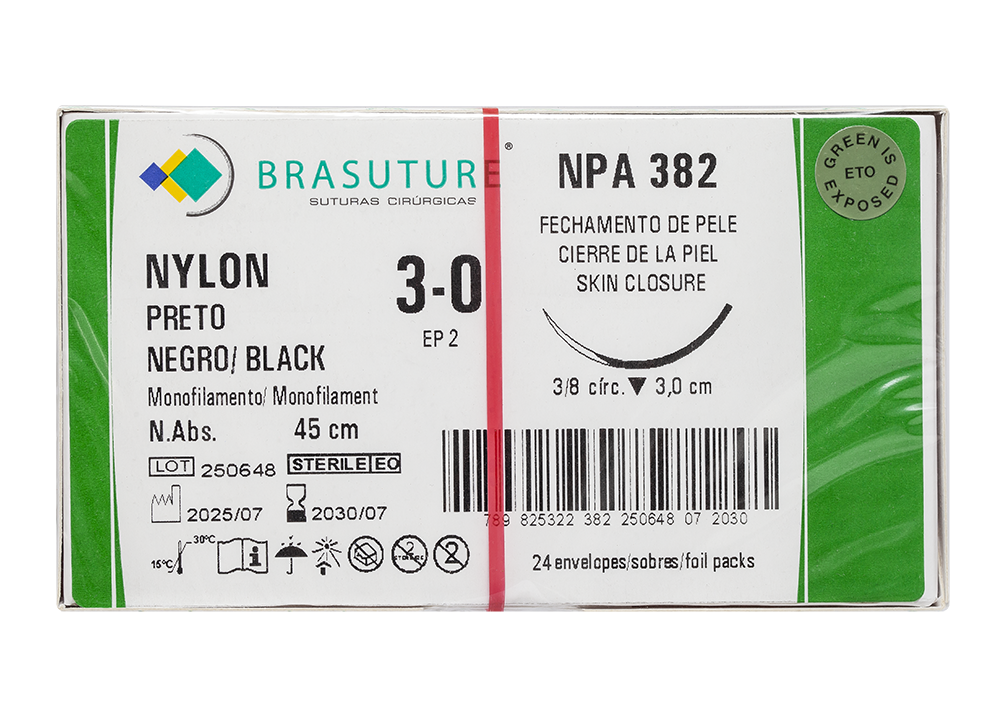 BRASUTURE®
SUTURAS CIRÚRGICAS
NYLON
PRETO
NEGRO/ BLACK
Monofilamento/ Monofilament
N.Abs. 45 cm
3-0
EP 2
LOT 250648 STERILE EO
2025/07 2030/07
15°C 30°C
i
STERILIZE
2
NPA 382
FECHAMENTO DE PELE
CIERRE DE LA PIEL
SKIN CLOSURE
3/8 círc. 3,0 cm
789 825322 382 250648 07 2030
24 envelopes/sobres/foil packs
GREEN IS
ETO
EXPOSED